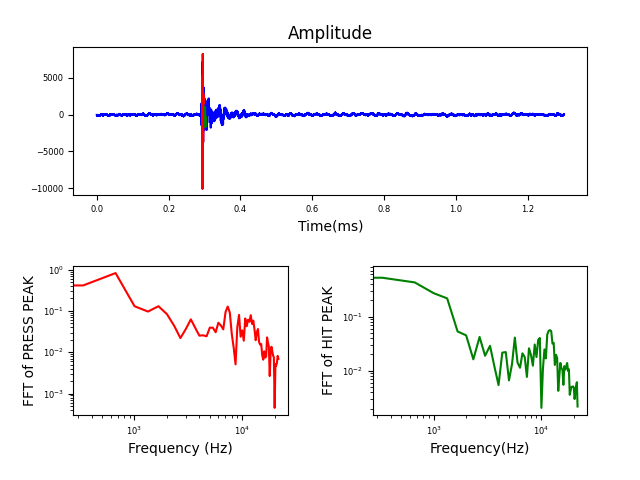 Amplitude
5000
0
−5000
−10000
0.0 0.2 0.4 0.6 0.8 1.0 1.2
Time(ms)
FFT of PRESS PEAK
10⁰
10⁻¹
10⁻²
10⁻³
10³ 10⁴
Frequency (Hz)
FFT of HIT PEAK
10⁻¹
10⁻²
10³ 10⁴
Frequency(Hz)